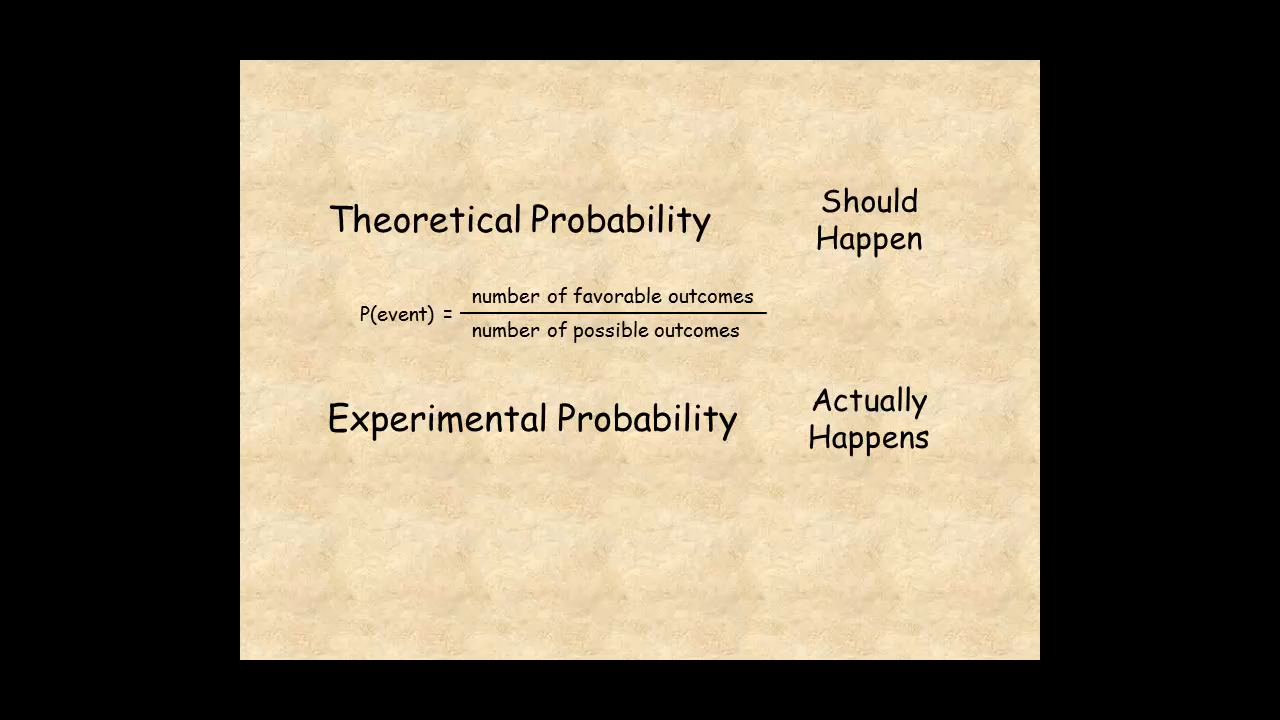 Theoretical Probability
Should
Happen
P(event) = number of favorable outcomes
number of possible outcomes
Experimental Probability
Actually
Happens